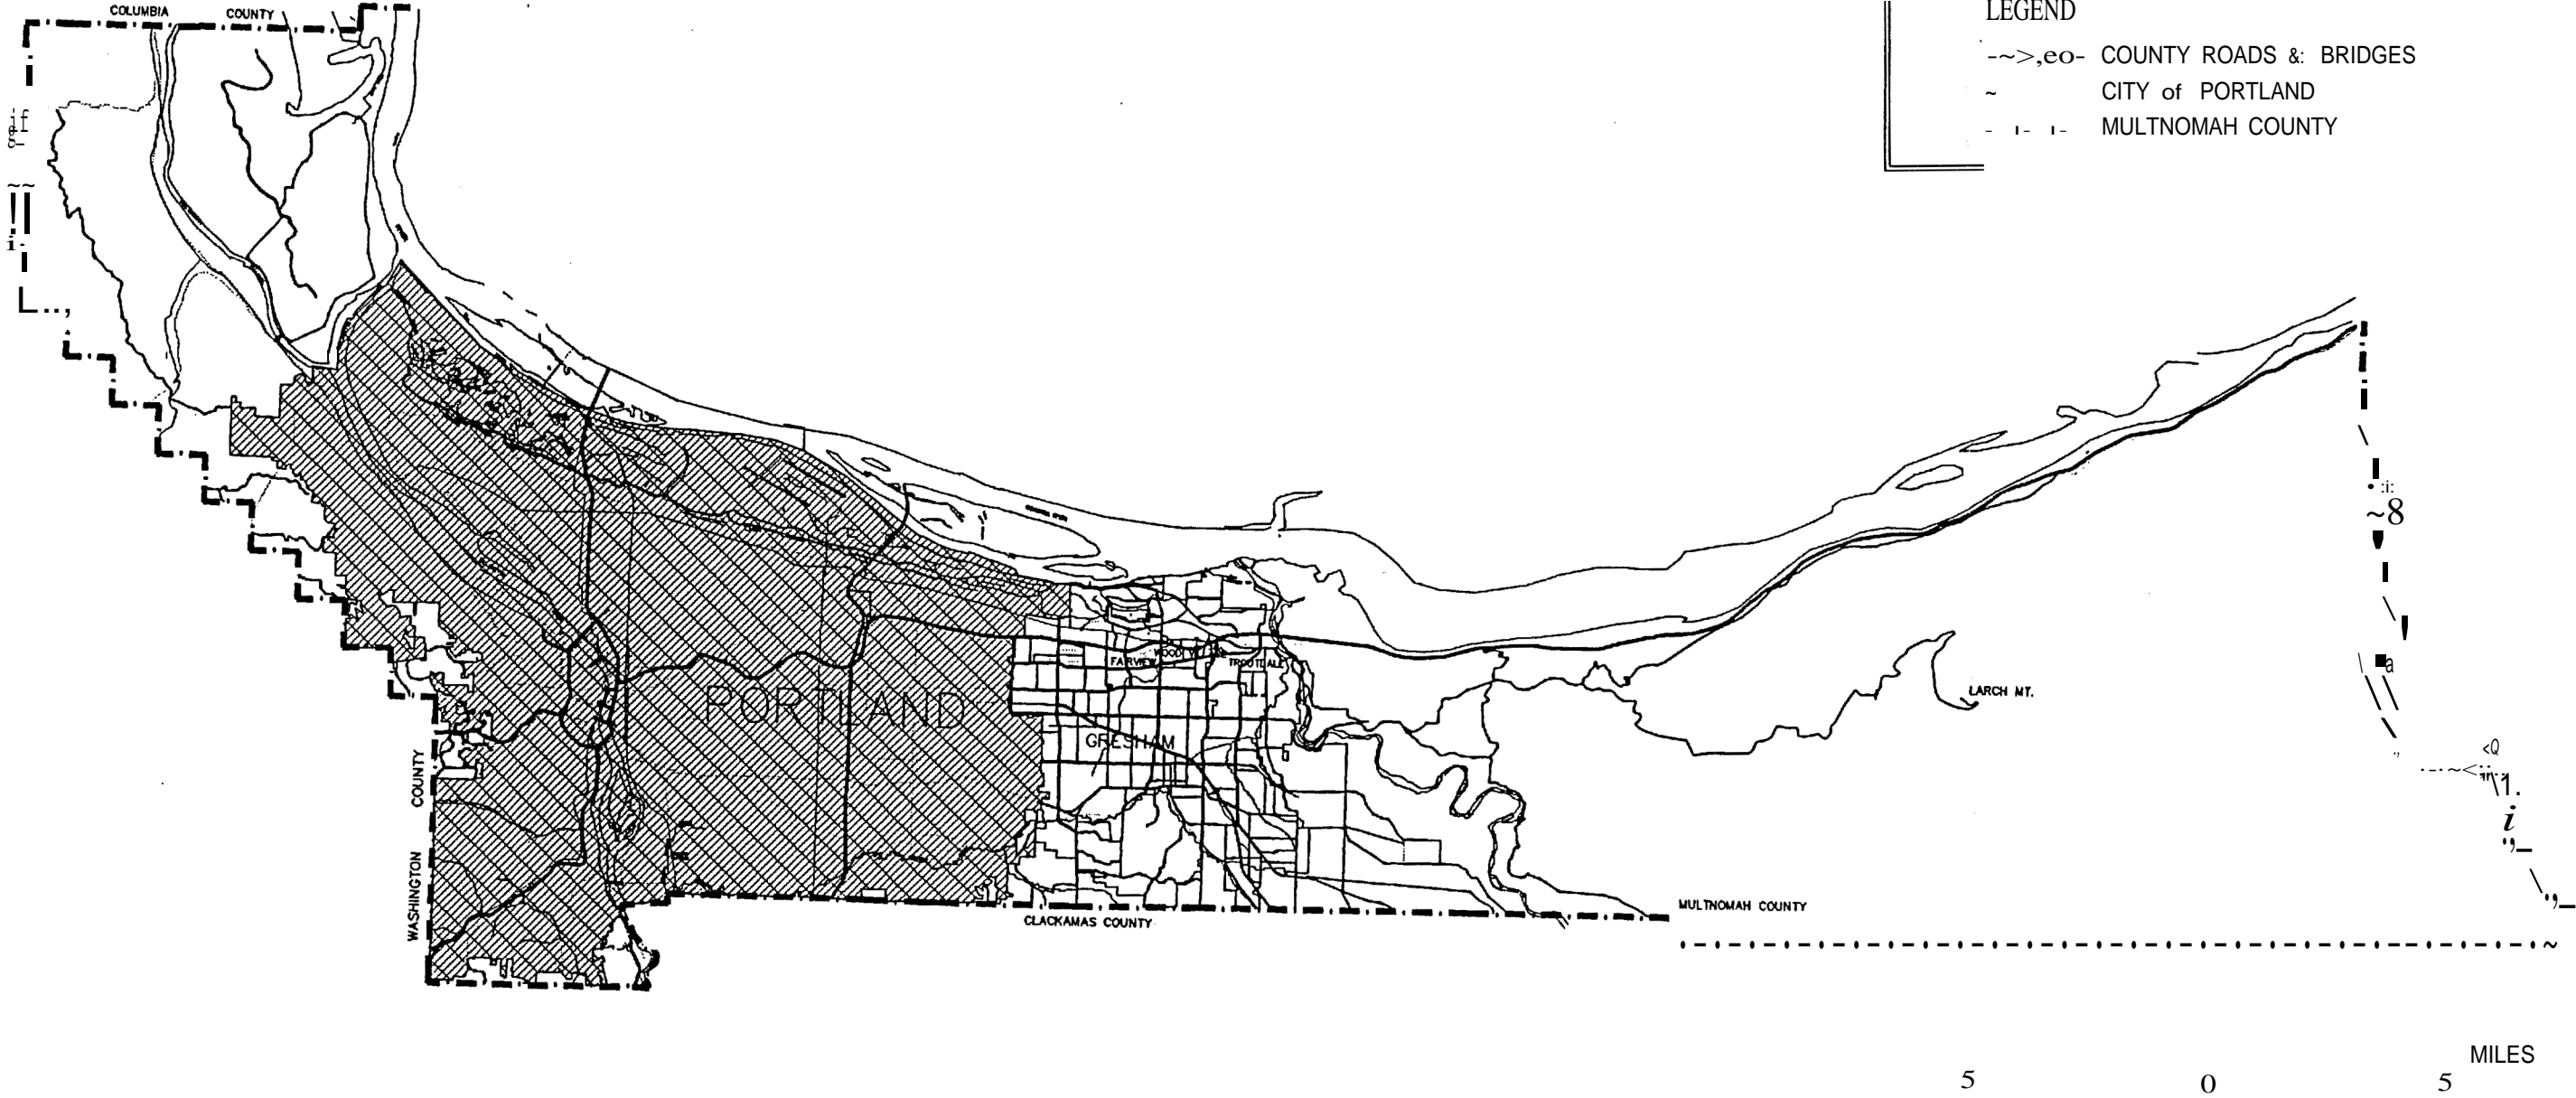 COLUMBIA COUNTY
LEGEND
COUNTY ROADS &: BRIDGES
CITY of PORTLAND
MULTNOMAH COUNTY
FAIRVIEW
TROUTDALE
LARCH MT.
PORTLAND
GRESHAM
WASHINGTON COUNTY
CLACKAMAS COUNTY
MULTNOMAH COUNTY
MILES
5 0 5